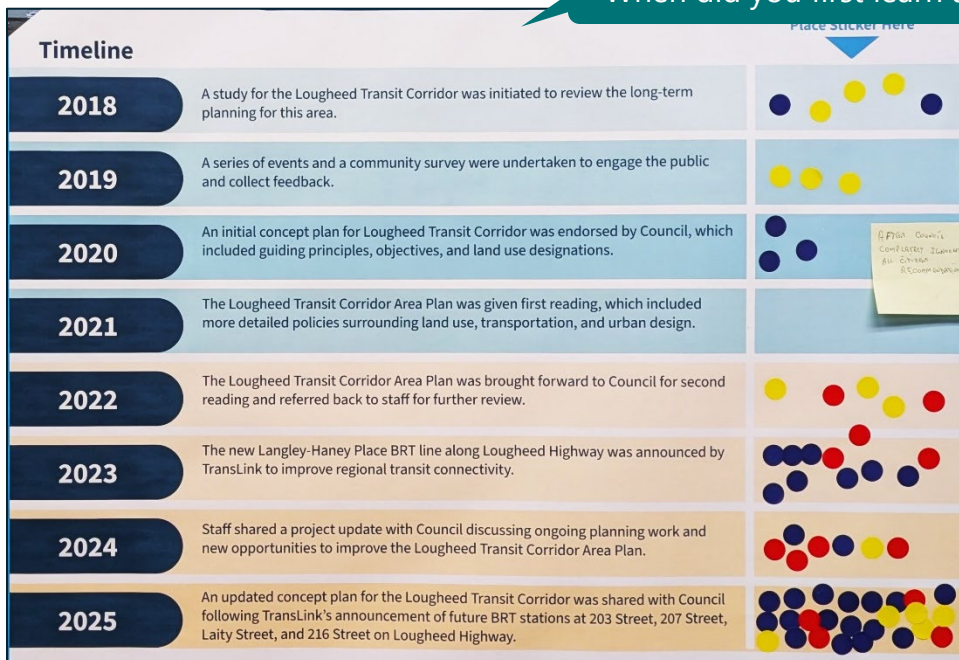 When did you first learn
Place Sticker Here
Timeline
2018
A study for the Lougheed Transit Corridor was initiated to review the long-term
planning for this area.
2019
A series of events and a community survey were undertaken to engage the public
and collect feedback.
2020
An initial concept plan for Lougheed Transit Corridor was endorsed by Council, which
included guiding principles, objectives, and land use designations.
AFTER COUNCIL
COMPLETELY
ALL CITIZEN
2021
The Lougheed Transit Corridor Area Plan was given first reading, which included
more detailed policies surrounding land use, transportation, and urban design.
2022
The Lougheed Transit Corridor Area Plan was brought forward to Council for second
reading and referred back to staff for further review.
2023
The new Langley-Haney Place BRT line along Lougheed Highway was announced by
TransLink to improve regional transit connectivity.
2024
Staff shared a project update with Council discussing ongoing planning work and
new opportunities to improve the Lougheed Transit Corridor Area Plan.
2025
An updated concept plan for the Lougheed Transit Corridor was shared with Council
following TransLink's announcement of future BRT stations at 203 Street, 207 Street,
Laity Street, and 216 Street on Lougheed Highway.